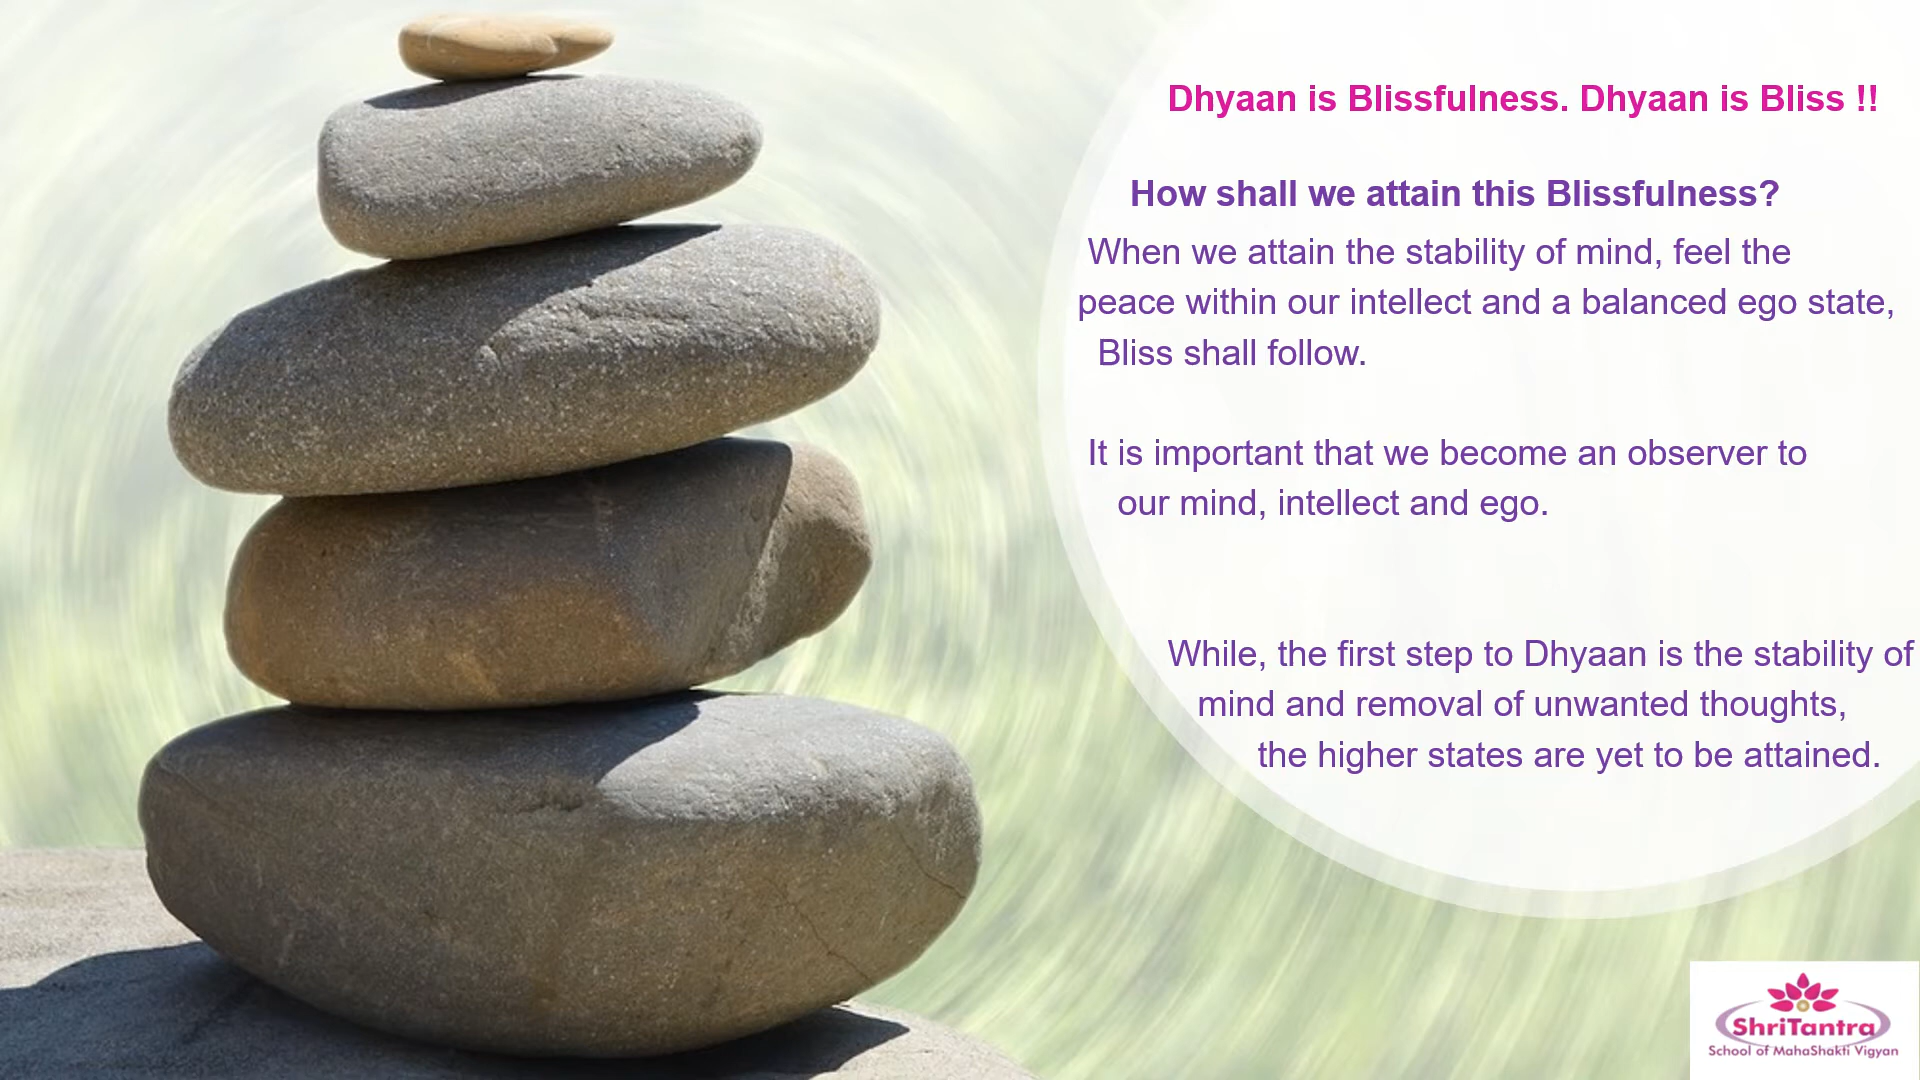 Dhyaan is Blissfulness. Dhyaan is Bliss !!
How shall we attain this Blissfulness?
When we attain the stability of mind, feel the
peace within our intellect and a balanced ego state,
Bliss shall follow.
It is important that we become an observer to
our mind, intellect and ego.
While, the first step to Dhyaan is the stability of
mind and removal of unwanted thoughts,
the higher states are yet to be attained.
ShriTantra
School of MahaShakti Vigyan